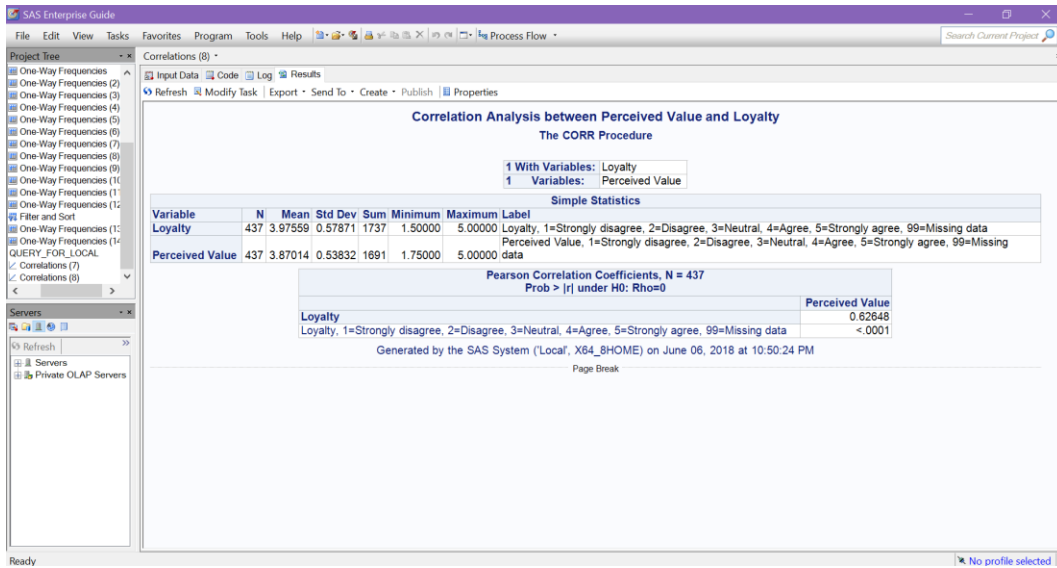 SAS Enterprise Guide
File Edit View Tasks Favorites Program Tools Help Process Flow
Search Current Project
Project Tree
Correlations (8)
One-Way Frequencies
One-Way Frequencies (2)
One-Way Frequencies (3)
One-Way Frequencies (4)
One-Way Frequencies (5)
One-Way Frequencies (6)
One-Way Frequencies (7)
One-Way Frequencies (8)
One-Way Frequencies (9)
One-Way Frequencies (10
One-Way Frequencies (1
One-Way Frequencies (12
Filter and Sort
One-Way Frequencies (1
One-Way Frequencies (14
QUERY_FOR_LOCAL
Correlations (7)
Correlations (8)
Servers
Refresh
Servers
Private OLAP Servers
Input Data Code Log Results
Refresh Modify Task Export Send To Create Publish Properties
Correlation Analysis between Perceived Value and Loyalty
The CORR Procedure
1 With Variables: Loyalty
1 Variables: Perceived Value
Simple Statistics
Variable N Mean Std Dev Sum Minimum Maximum Label
Loyalty 437 3.97559 0.57871 1737 1.50000 5.00000 Loyalty, 1=Strongly disagree, 2=Disagree, 3=Neutral, 4=Agree, 5=Strongly agree, 99=Missing data
Perceived Value 437 3.87014 0.53832 1691 1.75000 5.00000 Perceived Value, 1=Strongly disagree, 2=Disagree, 3=Neutral, 4=Agree, 5=Strongly agree, 99=Missing
data
Pearson Correlation Coefficients, N = 437
Prob > |r| under H0: Rho=0
Perceived Value
Loyalty 0.62648
Loyalty, 1=Strongly disagree, 2=Disagree, 3=Neutral, 4=Agree, 5=Strongly agree, 99=Missing data <.0001
Generated by the SAS System ('Local', X64_8HOME) on June 06, 2018 at 10:50:24 PM
Page Break
Ready
No profile selected